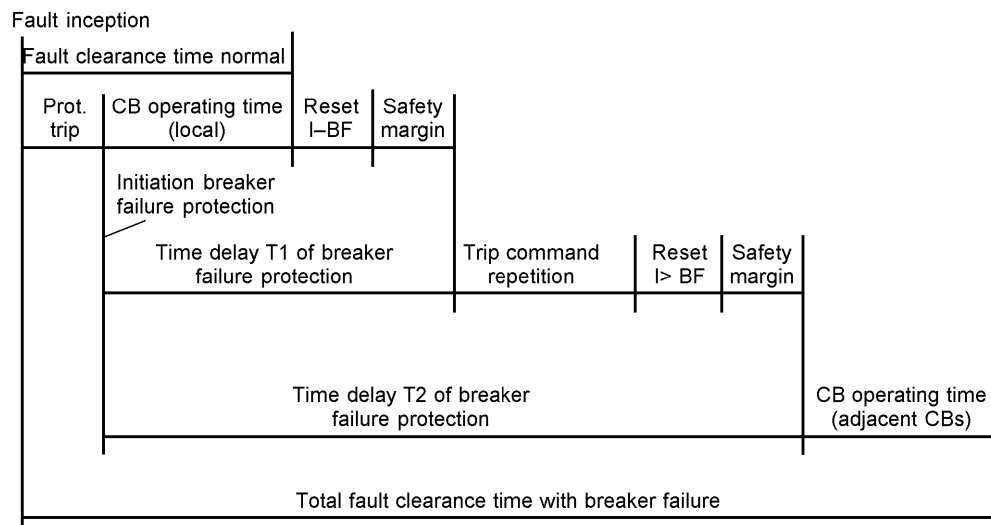 Fault inception
Fault clearance time normal
Prot.
trip
CB operating time
(local)
Reset
I–BF
Safety
margin
Initiation breaker
failure protection
Time delay T1 of breaker
failure protection
Trip command
repetition
Reset
I> BF
Safety
margin
Time delay T2 of breaker
failure protection
CB operating time
(adjacent CBs)
Total fault clearance time with breaker failure